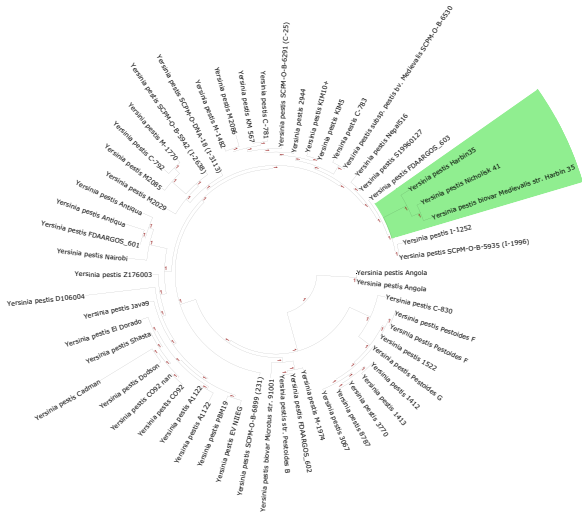 Yersinia pestis SCPM-O-B-6291 (C-25)
Yersinia pestis 2944
Yersinia pestis KIM10+
Yersinia pestis KIM5
Yersinia pestis C-783
Yersinia pestis subsp. pestis bv. Medievalis SCPM-O-B-6530
Yersinia pestis Nepal516
Yersinia pestis S19960127
Yersinia pestis FDAARGOS_603
Yersinia pestis Harbin35
Yersinia pestis Nicholisk 41
Yersinia pestis biovar Medievalis str. Harbin 35
Yersinia pestis I-1252
Yersinia pestis SCPM-O-B-5935 (I-1996)
Yersinia pestis Angola
Yersinia pestis Angola
Yersinia pestis C-830
Yersinia pestis Pestoides F
Yersinia pestis Pestoides F
Yersinia pestis 1522
Yersinia pestis Pestoides G
Yersinia pestis 1412
Yersinia pestis 1413
Yersinia pestis 3770
Yersinia pestis 8787
Yersinia pestis 3067
Yersinia pestis M-1974
Yersinia pestis FDAARGOS_602
Yersinia pestis str. Pestoides B
Yersinia pestis biovar Microtus str. 91001
Yersinia pestis SCPM-O-B-6899 (231)
Yersinia pestis EV NIIEG
Yersinia pestis PBM19
Yersinia pestis A1122
Yersinia pestis A1122
Yersinia pestis CO92
Yersinia pestis CO92 nan
Yersinia pestis Dodson
Yersinia pestis Cadman
Yersinia pestis Shasta
Yersinia pestis El Dorado
Yersinia pestis Java9
Yersinia pestis D106004
Yersinia pestis Z176003
Yersinia pestis Nairobi
Yersinia pestis FDAARGOS_601
Yersinia pestis Antiqua
Yersinia pestis Antiqua
Yersinia pestis M2029
Yersinia pestis M2085
Yersinia pestis C-792
Yersinia pestis M-1770
Yersinia pestis SCPM-O-B-5942 (I-2638)
Yersinia pestis SCPM-O-DNA-18 (I-3113)
Yersinia pestis M-1482
Yersinia pestis M2086
Yersinia pestis KM 567
Yersinia pestis C-781